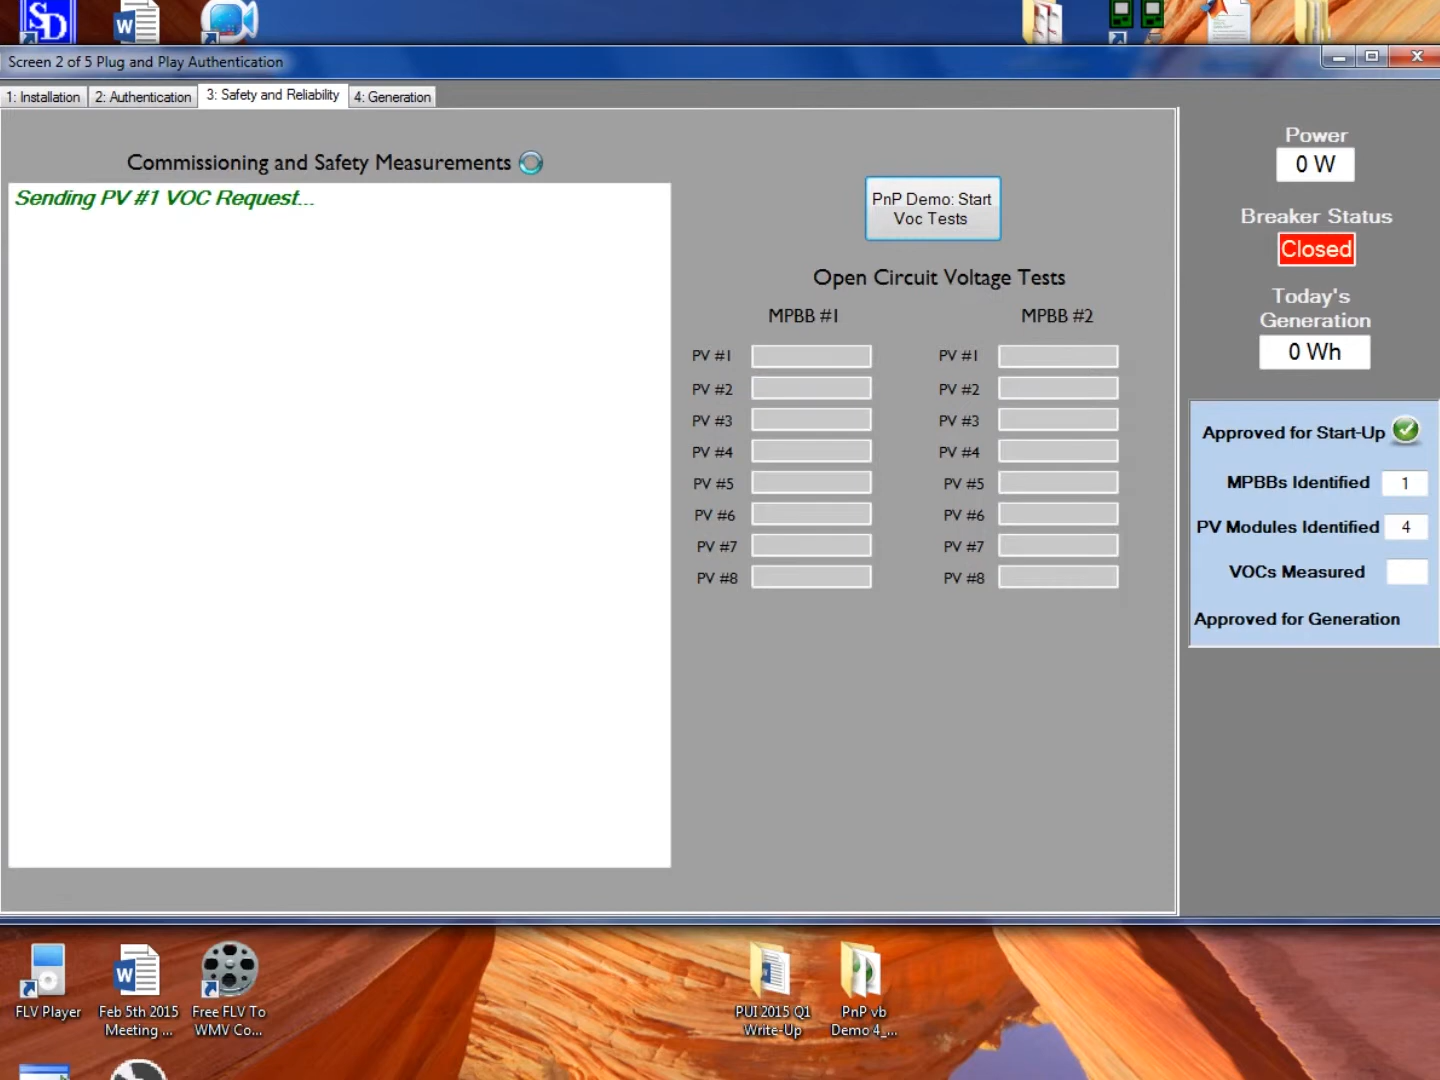 SD
W
Screen 2 of 5 Plug and Play Authentication
1: Installation
2: Authentication
3: Safety and Reliability
4: Generation
Commissioning and Safety Measurements
Sending PV #1 VOC Request...
PnP Demo: Start
Voc Tests
Open Circuit Voltage Tests
MPBB #1
MPBB #2
PV #1
PV #1
PV #2
PV #2
PV #3
PV #3
PV #4
PV #4
PV #5
PV #5
PV #6
PV #6
PV #7
PV #7
PV #8
PV #8
Power
0 W
Breaker Status
Closed
Today's
Generation
0 Wh
Approved for Start-Up
MPBBs Identified 1
PV Modules Identified 4
VOCs Measured
Approved for Generation
W
FLV Player
Feb 5th 2015
Meeting ...
Free FLV To
WMV Co...
PUI 2015 Q1
Write-Up
PnP vb
Demo 4_...